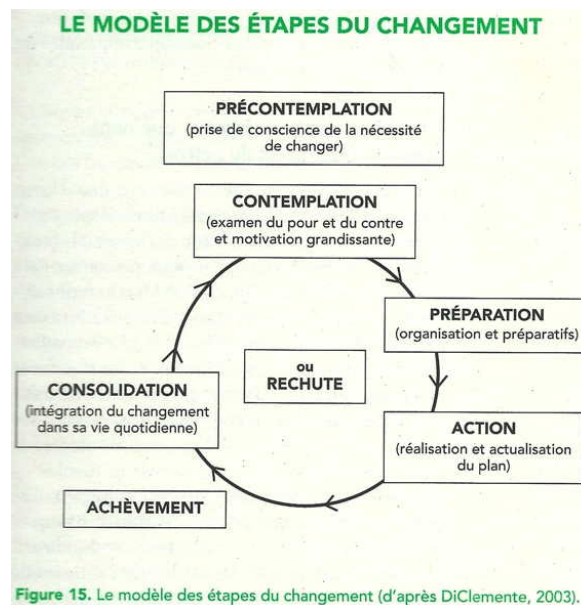 LE MODÈLE DES ÉTAPES DU CHANGEMENT
PRÉCONTEMPLATION
(prise de conscience de la nécessité
de changer)
CONTEMPLATION
(examen du pour et du contre
et motivation grandissante)
PRÉPARATION
(organisation et préparatifs)
ou
RECHUTE
CONSOLIDATION
(intégration du changement
dans sa vie quotidienne)
ACTION
(réalisation et actualisation
du plan)
ACHÈVEMENT
Figure 15. Le modèle des étapes du changement (d'après DiClemente, 2003).